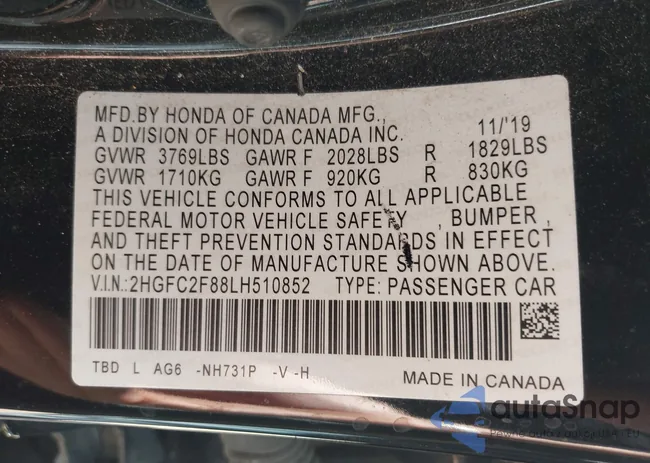 MFD.BY HONDA OF CANADA MFG.,
A DIVISION OF HONDA CANADA INC. 11/'19
GVWR 3769LBS GAWR F 2028LBS R 1829LBS
GVWR 1710KG GAWR F 920KG R 830KG
THIS VEHICLE CONFORMS TO ALL APPLICABLE
FEDERAL MOTOR VEHICLE SAFETY , BUMPER ,
AND THEFT PREVENTION STANDARDS IN EFFECT
ON THE DATE OF MANUFACTURE SHOWN ABOVE.
V.I.N.:2HGFC2F88LH510852 TYPE: PASSENGER CAR
TBD L AG6 -NH731P -V -H
MADE IN CANADA
autoSnap